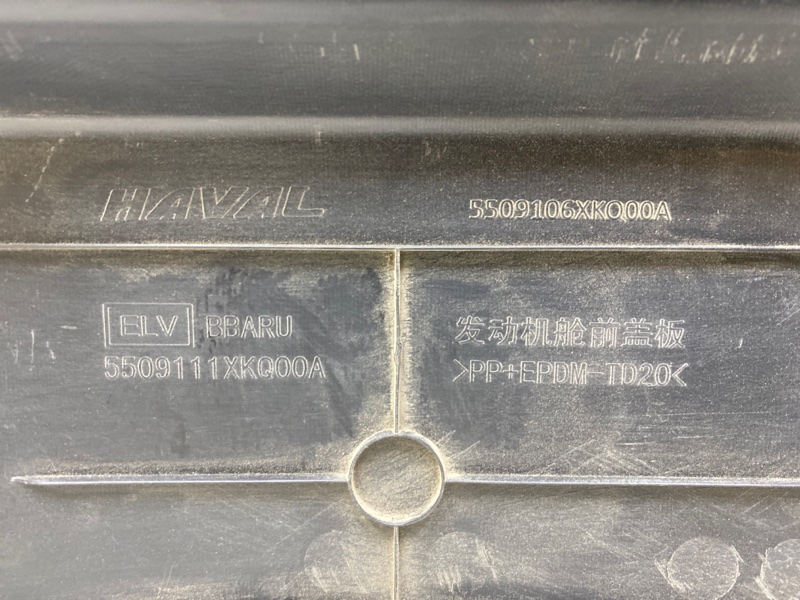 HAVAL
5509106XKQ00A
ELV BBARU
5509111XKQ00A
发动机舱前盖板
>PP+EPDM-TD20<